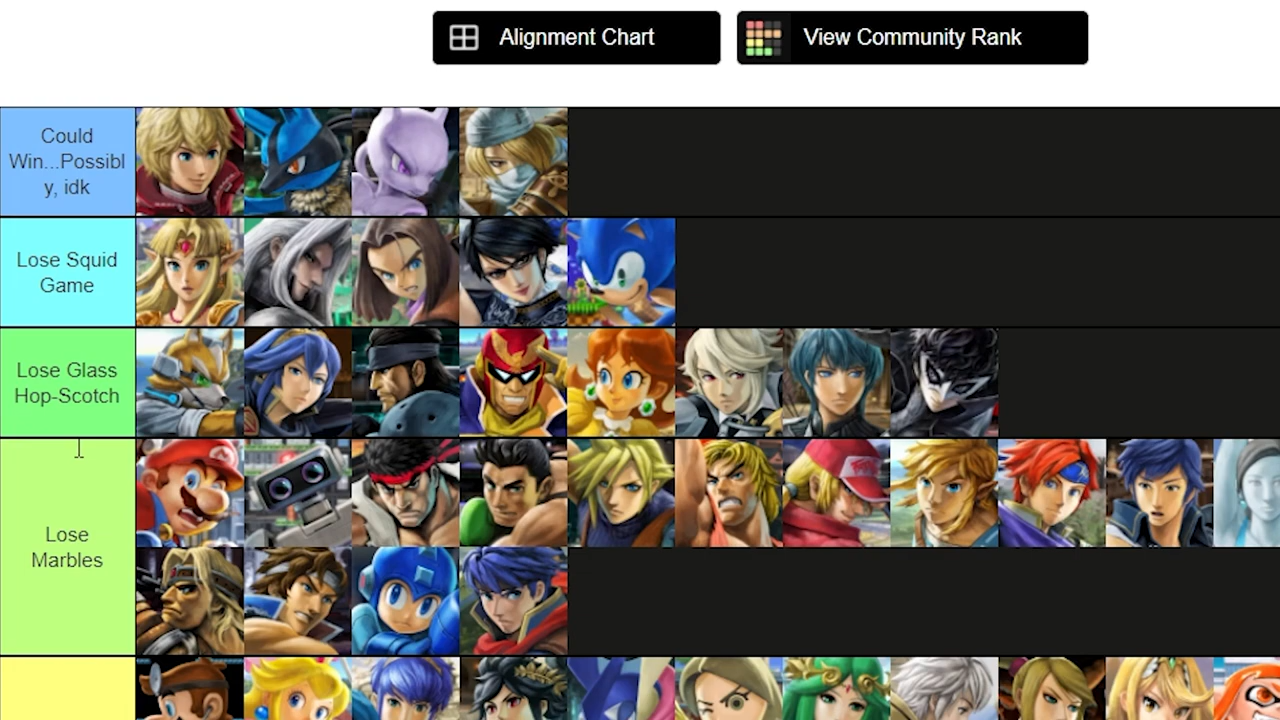 Alignment Chart
View Community Rank
Could
Win...Possibl
y, idk
Lose Squid
Game
Lose Glass
Hop-Scotch
Lose
Marbles